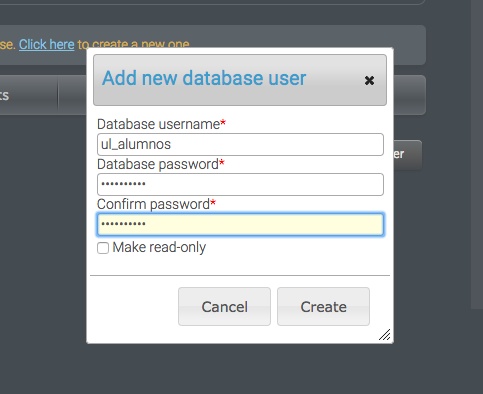 se. Click here to create a new one
ts
Add new database user ✖
er
Database username*
ul_alumnos
Database password*
••••••••••
Confirm password*
••••••••••
Make read-only
Cancel Create